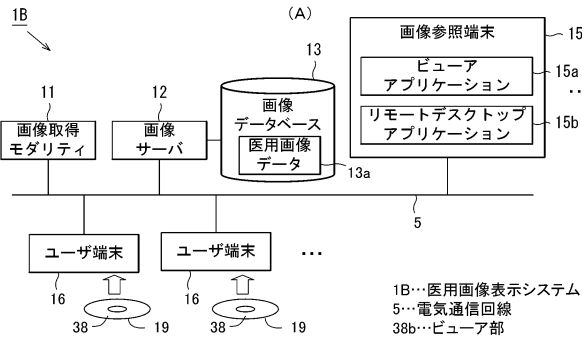 1B
(A)
画像参照端末
15
ビューア
アプリケーション
15a
リモートデスクトップ
アプリケーション
15b
13
画像
データベース
医用画像
データ
13a
11
画像取得
モダリティ
12
画像
サーバ
5
ユーザ端末
16
38
19
ユーザ端末
16
38
19
...
1B…医用画像表示システム
5…電気通信回線
38b…ビューア部